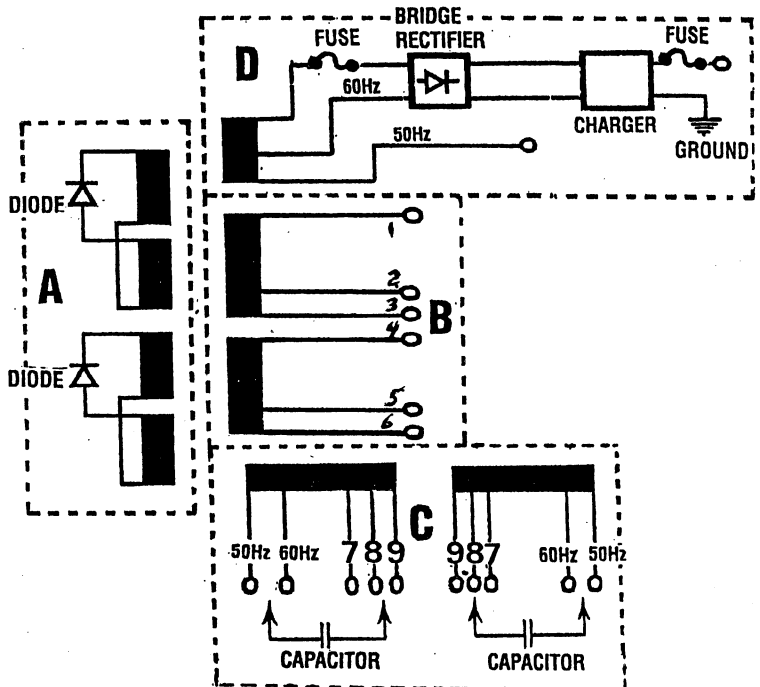 BRIDGE
RECTIFIER
FUSE
FUSE
D
60Hz
CHARGER
50Hz
GROUND
DIODE
A
DIODE
1
2
3
B
4
5
6
C
50Hz 60Hz 7 8 9
9 8 7 60Hz 50Hz
CAPACITOR
CAPACITOR